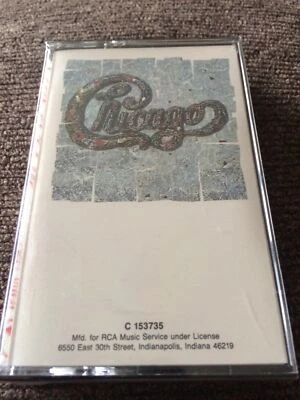 Chicago
C 153735
Mfd. for RCA Music Service under License
6550 East 30th Street, Indianapolis, Indiana 46219